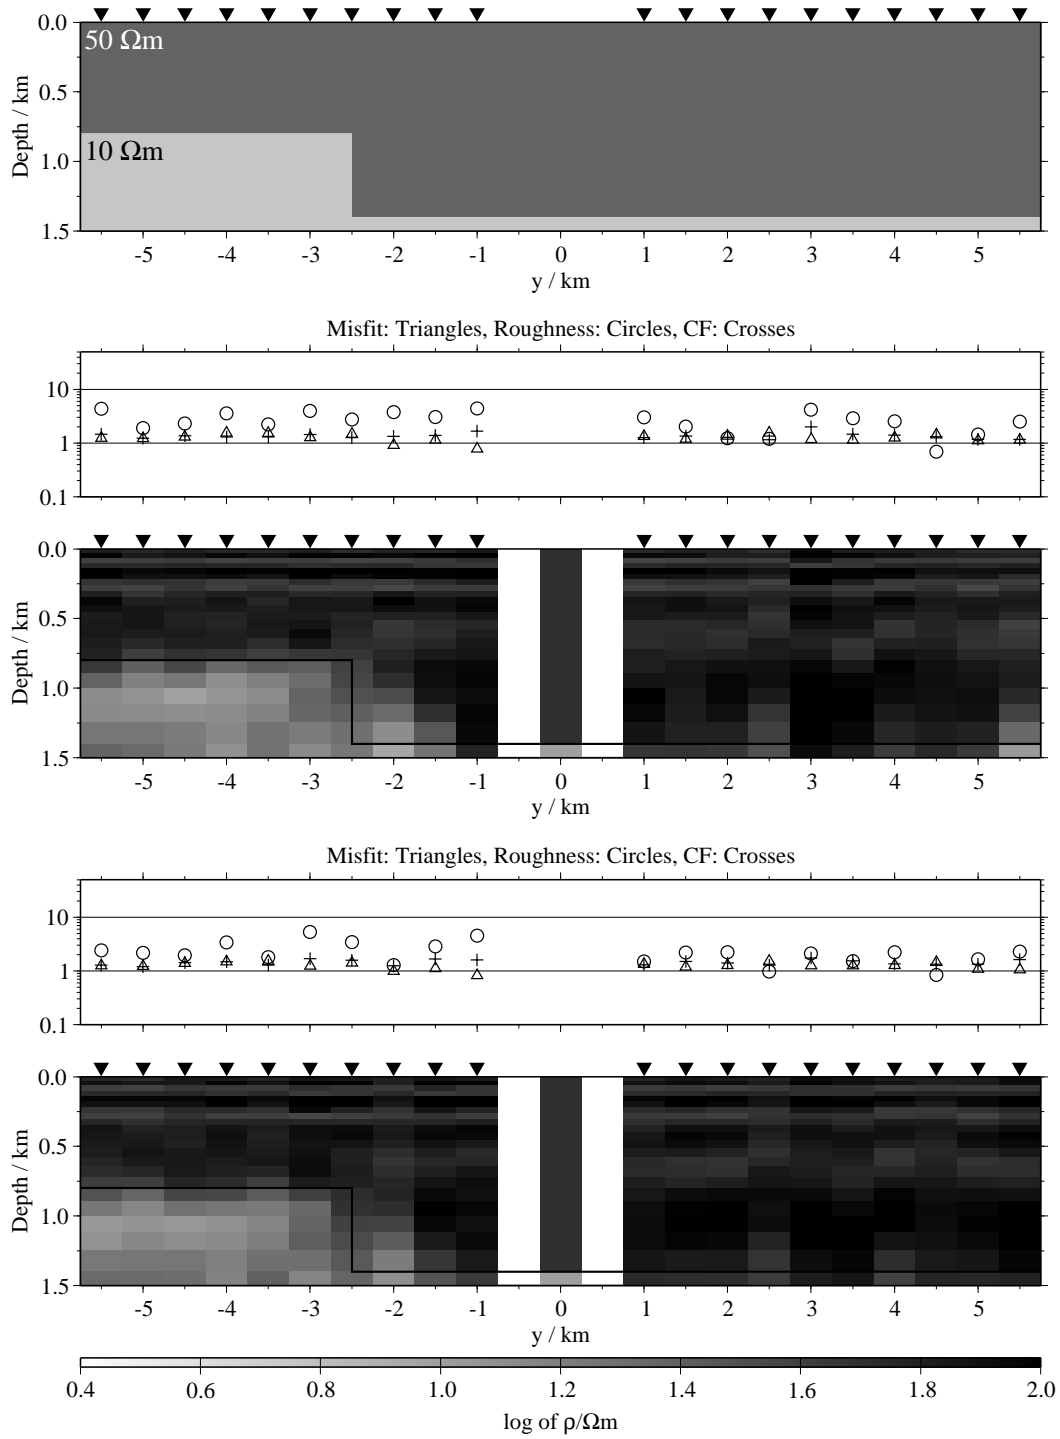 0.0
50 Ωm
0.5
Depth / km
10 Ωm
1.0
1.5
-5 -4 -3 -2 -1 0 1 2 3 4 5
y / km
Misfit: Triangles, Roughness: Circles, CF: Crosses
10
1
0.1
0.0
0.5
Depth / km
1.0
1.5
-5 -4 -3 -2 -1 0 1 2 3 4 5
y / km
Misfit: Triangles, Roughness: Circles, CF: Crosses
10
1
0.1
0.0
0.5
Depth / km
1.0
1.5
-5 -4 -3 -2 -1 0 1 2 3 4 5
y / km
0.4 0.6 0.8 1.0 1.2 1.4 1.6 1.8 2.0
log of ρ/Ωm